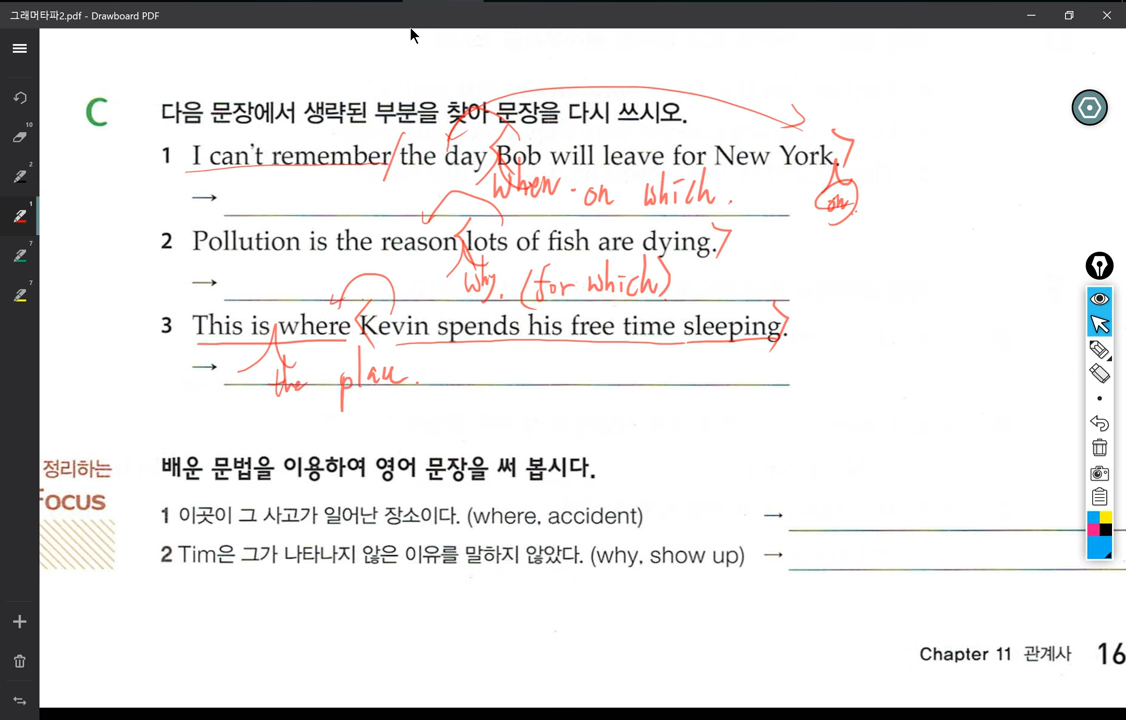 그래머타파2.pdf - Drawboard PDF
C 다음 문장에서 생략된 부분을 찾아 문장을 다시 쓰시오.
1 I can't remember the day Bob will leave for New York.
when - on which.
on
→
2 Pollution is the reason lots of fish are dying.
→ why. (for which)
3 This is where Kevin spends his free time sleeping.
→ the place.
정리하는
Focus
배운 문법을 이용하여 영어 문장을 써 봅시다.
1 이곳이 그 사고가 일어난 장소이다. (where, accident) →
2 Tim은 그가 나타나지 않은 이유를 말하지 않았다. (why, show up) →
Chapter 11 관계사 16
10
2
1
7
7